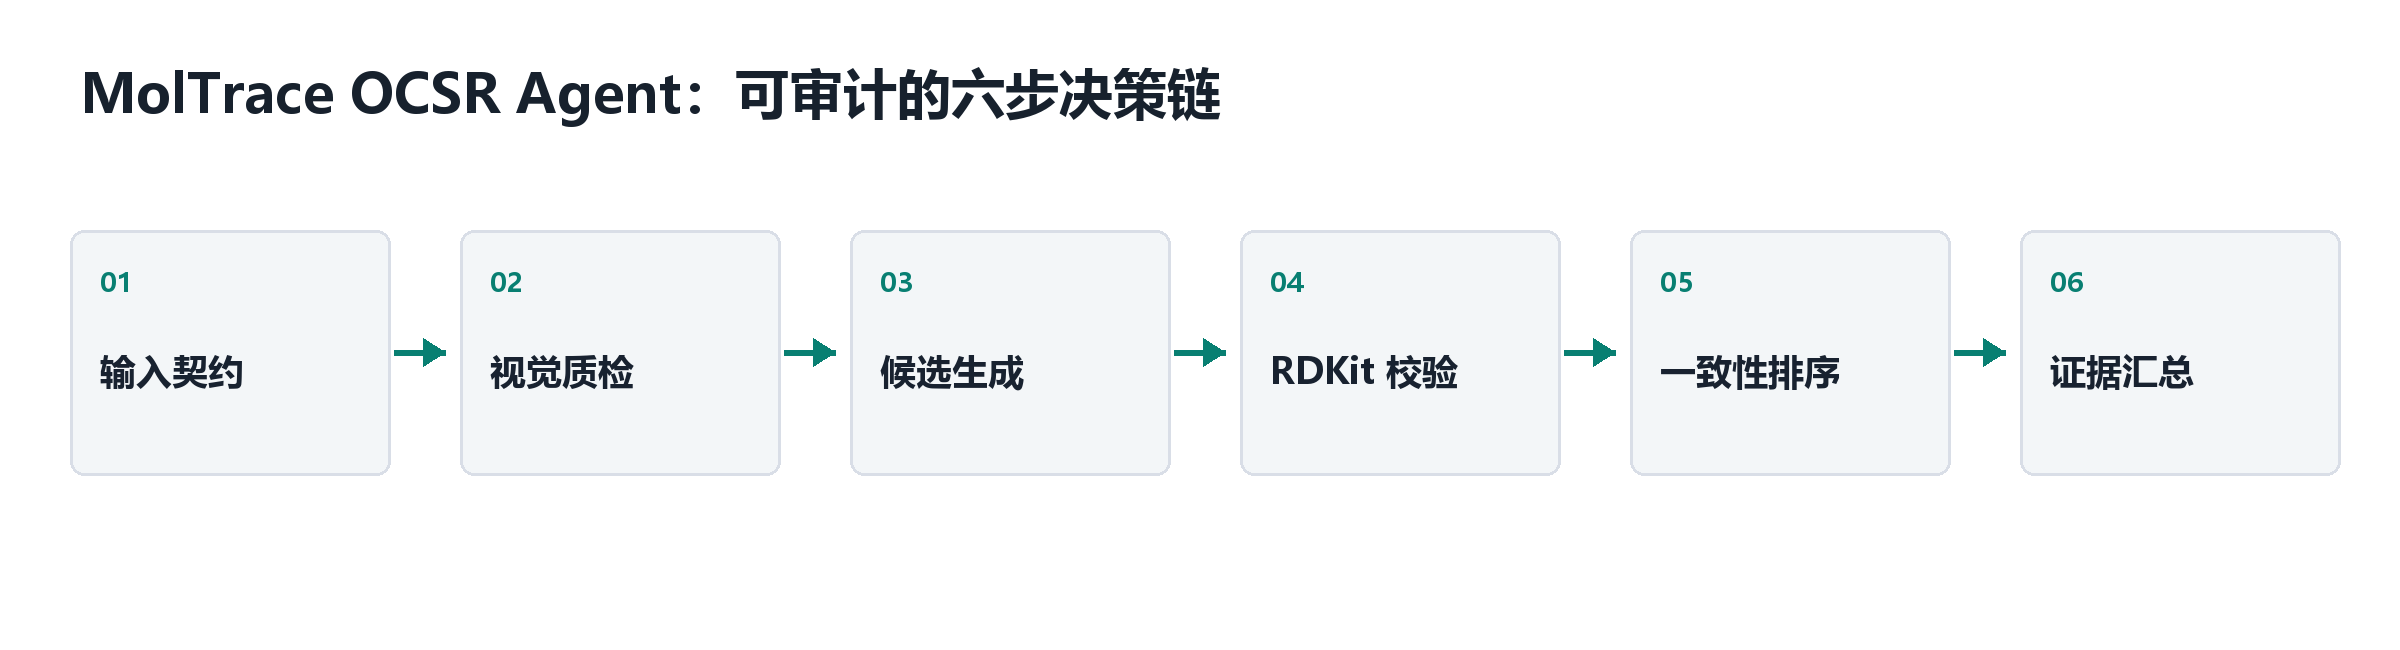 MolTrace OCSR Agent：可审计的六步决策链
01
输入契约
02
视觉质检
03
候选生成
04
RDKit 校验
05
一致性排序
06
证据汇总